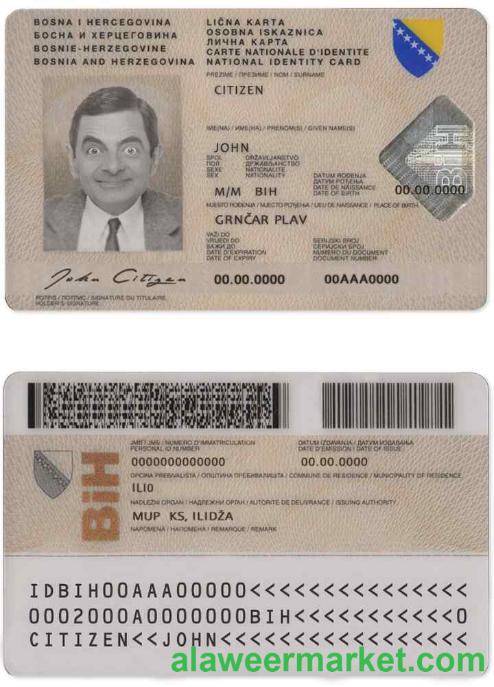 BOSNA I HERCEGOVINA
БОСНА И ХЕРЦЕГОВИНА
BOSNIE-HERZEGOVINE
BOSNIA AND HERZEGOVINA
LIČNA KARTA
OSOBNA ISKAZNICA
ЛИЧНА КАРТА
CARTE NATIONALE D'IDENTITE
NATIONAL IDENTITY CARD
PREZIME / ПРЕЗИМЕ / NOM / SURNAME
CITIZEN
IME(NA) / ИМЕ(НА) / PRENOM(S) / GIVEN NAME(S)
JOHN
SPOL
ПОЛ
SEXE
SEX
DRŽAVLJANSTVO
ДРЖАВЉАНСТВО
NATIONALITE
NATIONALITY
DATUM ROĐENJA
ДАТУМ РОЂЕЊА
DATE DE NAISSANCE
DATE OF BIRTH
M/M BIH
00.00.0000
BIH
MJESTO ROĐENJA / МЈЕСТО РОЂЕЊА / LIEU DE NAISSANCE / PLACE OF BIRTH
GRNČAR PLAV
VAŽI DO
VRIJEDI DO
ВАЖИ ДО
DATE D'EXPIRATION
DATE OF EXPIRY
SERIJSKI BROJ
СЕРИЈСКИ БРОЈ
NUMERO DU DOCUMENT
DOCUMENT NUMBER
John Citizen
00.00.0000
00AAA0000
POTPIS / ПОТПИС / SIGNATURE DU TITULAIRE
HOLDER'S SIGNATURE
JMB / ЈМБ / NUMERO D'IMMATRICULATION
PERSONAL ID NUMBER
DATUM IZDAVANJA / ДАТУМ ИЗДАВАЊА
DATE D'EMISSION / DATE OF ISSUE
0000000000000
00.00.0000
BiH
OPĆINA PREBIVALIŠTA / ОПШТИНА ПРЕБИВАЛИШТА / COMMUNE DE RESIDENCE / MUNICIPALITY OF RESIDENCE
ILIO
NADLEŽNI ORGAN / НАДЛЕЖНИ ОРГАН / AUTORITE DE DELIVRANCE / ISSUING AUTHORITY
MUP KS, ILIDŽA
NAPOMENA / НАПОМЕНА / REMARQUE / REMARK
IDBIH00AAA00000<<<<<<<<<<<<<<<
0002000A0000000BIH<<<<<<<<<<<0
CITIZEN<<JOHN<<<<<<<<<<<<<<<<<
alaweermarket.com